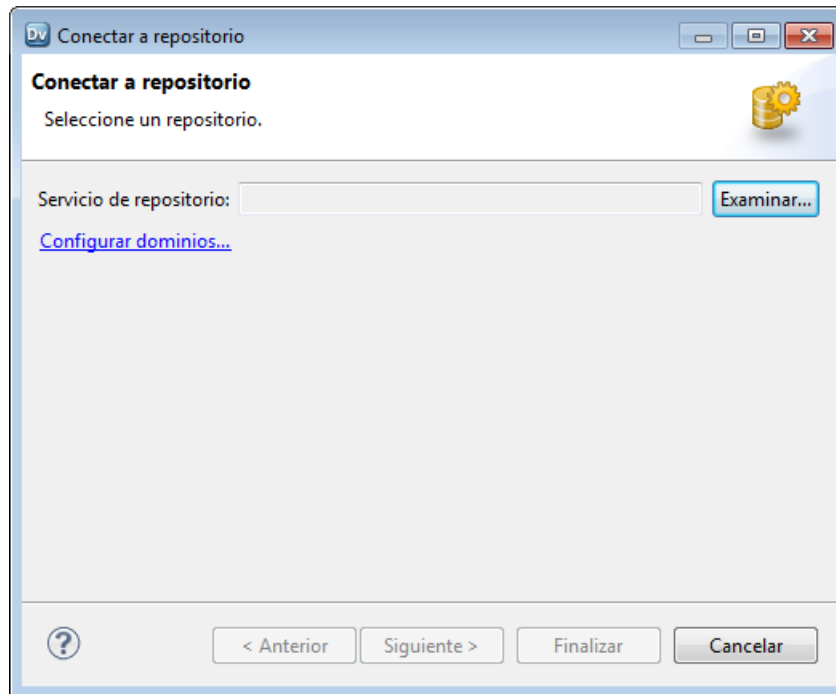 Dv Conectar a repositorio
Conectar a repositorio
Seleccione un repositorio.
Servicio de repositorio: Examinar...
Configurar dominios...
? < Anterior Siguiente > Finalizar Cancelar